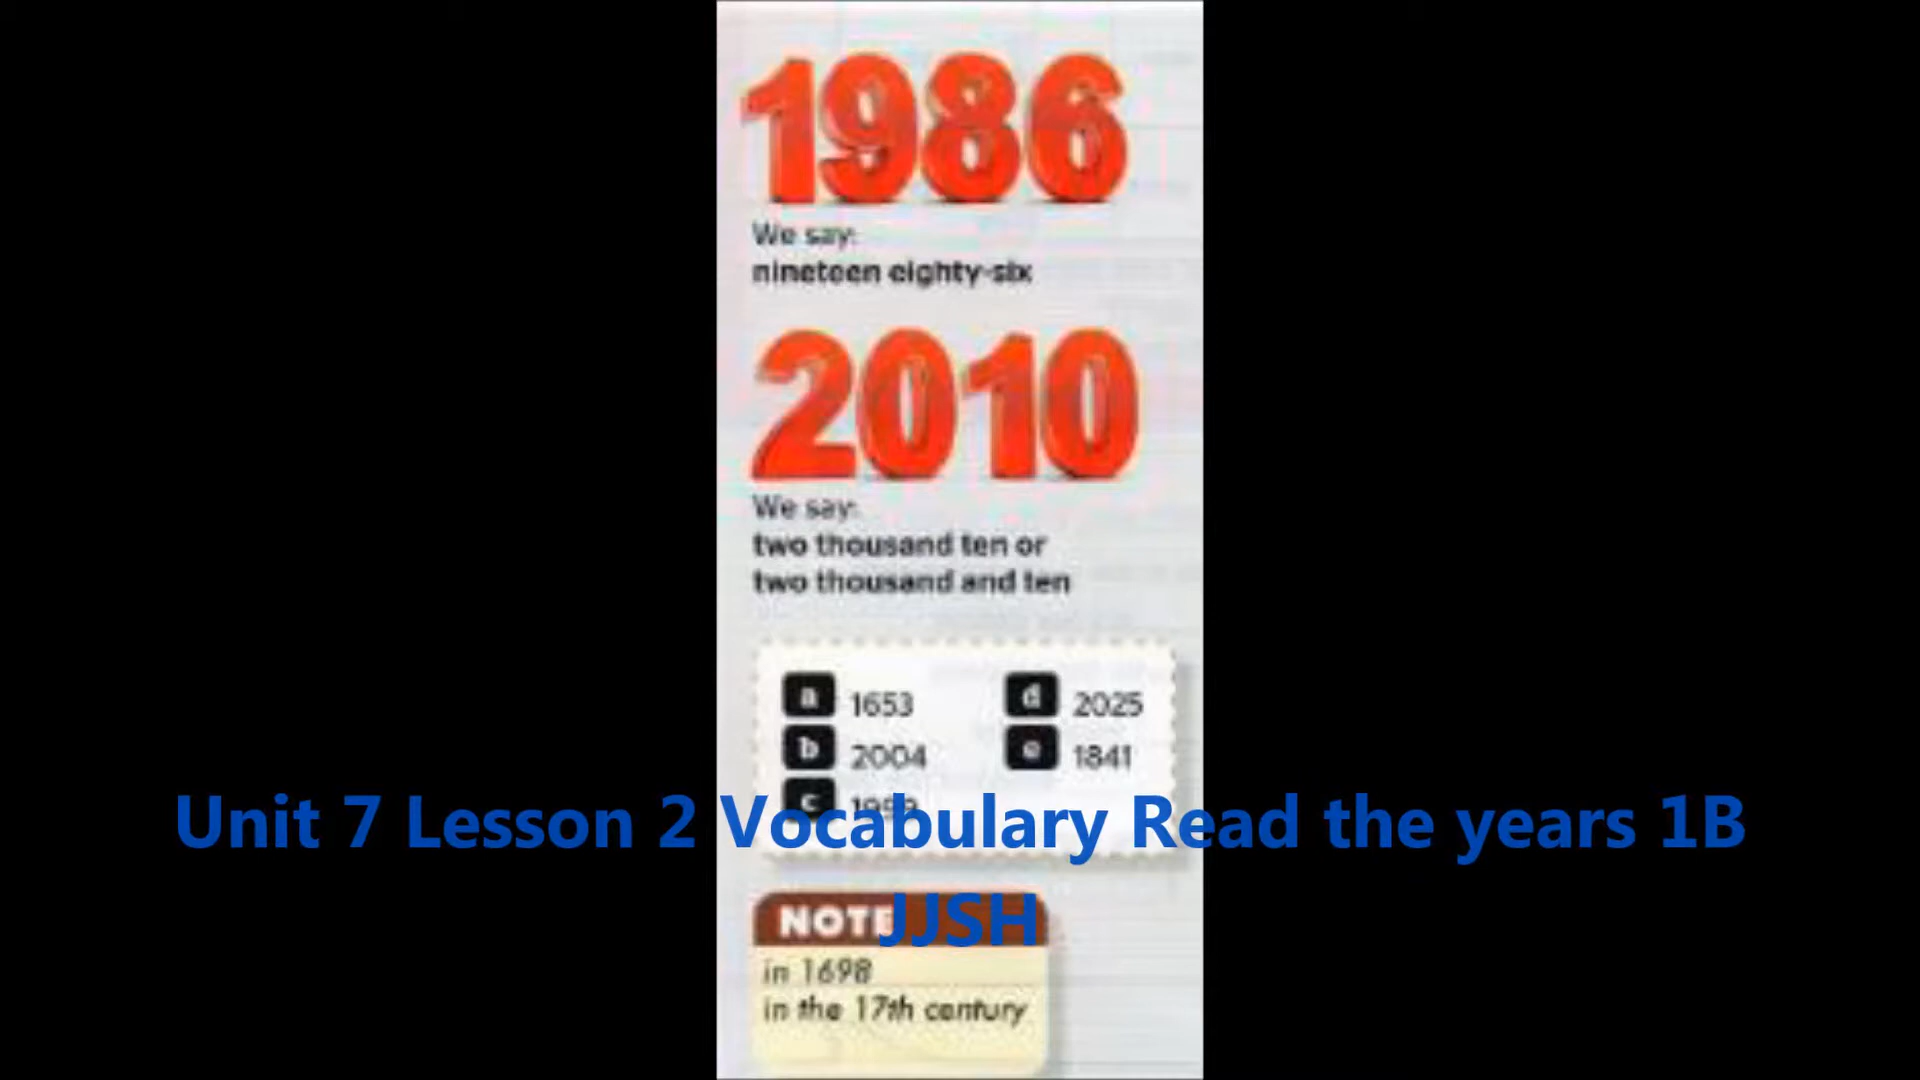 1986
We say:
nineteen eighty-six
2010
We say:
two thousand ten or
two thousand and ten
a 1653
d 2025
b 2004
e 1841
c
Unit 7 Lesson 2 Vocabulary Read the years 1B
JJSH
NOTE
in 1698
in the 17th century